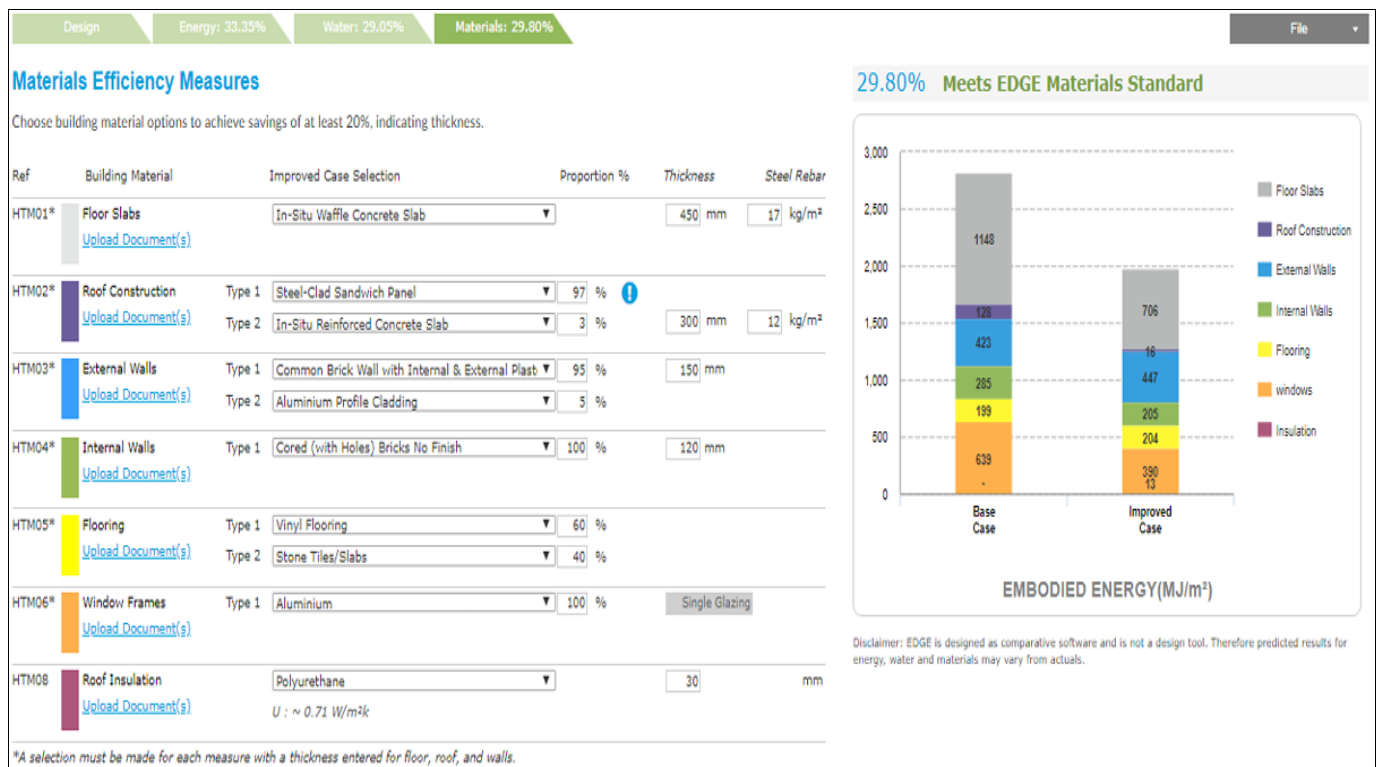 Design
Energy: 33.35%
Water: 29.05%
Materials: 29.80%
File
Materials Efficiency Measures
Choose building material options to achieve savings of at least 20%, indicating thickness.
Ref Building Material Improved Case Selection Proportion % Thickness Steel Rebar
HTM01* Floor Slabs In-Situ Waffle Concrete Slab 450 mm 17 kg/m²
Upload Document(s)
HTM02* Roof Construction Type 1 Steel-Clad Sandwich Panel 97 % !
Upload Document(s) Type 2 In-Situ Reinforced Concrete Slab 3 % 300 mm 12 kg/m²
HTM03* External Walls Type 1 Common Brick Wall with Internal & External Plast 95 % 150 mm
Upload Document(s) Type 2 Aluminium Profile Cladding 5 %
HTM04* Internal Walls Type 1 Cored (with Holes) Bricks No Finish 100 % 120 mm
Upload Document(s)
HTM05* Flooring Type 1 Vinyl Flooring 60 %
Upload Document(s) Type 2 Stone Tiles/Slabs 40 %
HTM06* Window Frames Type 1 Aluminium 100 % Single Glazing
Upload Document(s)
HTM08 Roof Insulation Polyurethane 30 mm
Upload Document(s) U : ~ 0.71 W/m²k
*A selection must be made for each measure with a thickness entered for floor, roof, and walls.
29.80% Meets EDGE Materials Standard
3,000
2,500
2,000
1,500
1,000
500
0
1148
128
423
285
199
639
-
706
16
447
205
204
390
13
Base
Case
Improved
Case
Floor Slabs
Roof Construction
External Walls
Internal Walls
Flooring
windows
Insulation
EMBODIED ENERGY(MJ/m²)
Disclaimer: EDGE is designed as comparative software and is not a design tool. Therefore predicted results for
energy, water and materials may vary from actuals.